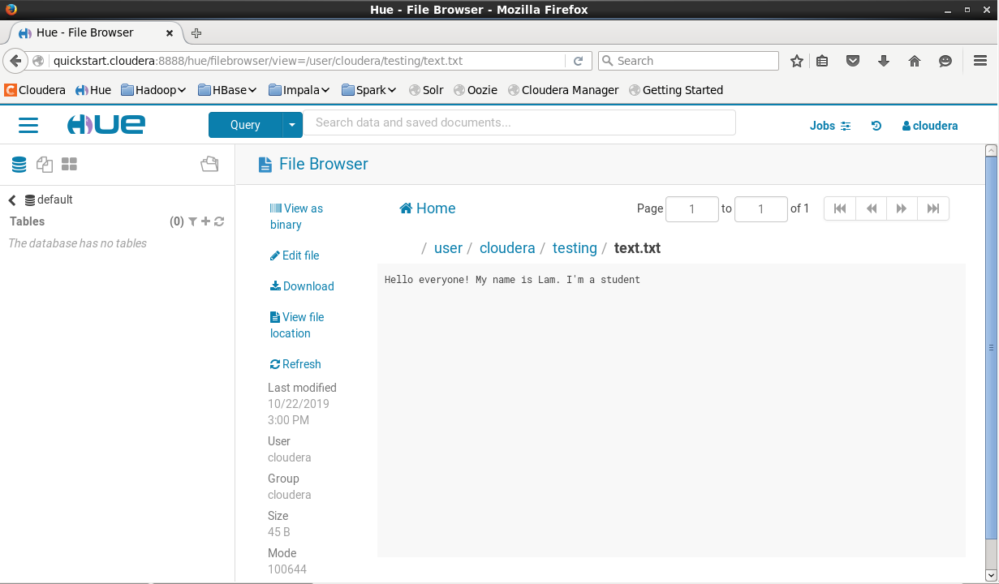 Hue - File Browser - Mozilla Firefox
Hue - File Browser
quickstart.cloudera:8888/hue/filebrowser/view=/user/cloudera/testing/text.txt
Search
Cloudera Hue Hadoop HBase Impala Spark Solr Oozie Cloudera Manager Getting Started
HUE Query Search data and saved documents... Jobs cloudera
File Browser
default
Tables (0)
The database has no tables
View as
binary
Edit file
Download
View file
location
Refresh
Last modified
10/22/2019
3:00 PM
User
cloudera
Group
cloudera
Size
45 B
Mode
100644
Home Page 1 to 1 of 1
/ user / cloudera / testing / text.txt
Hello everyone! My name is Lam. I'm a student